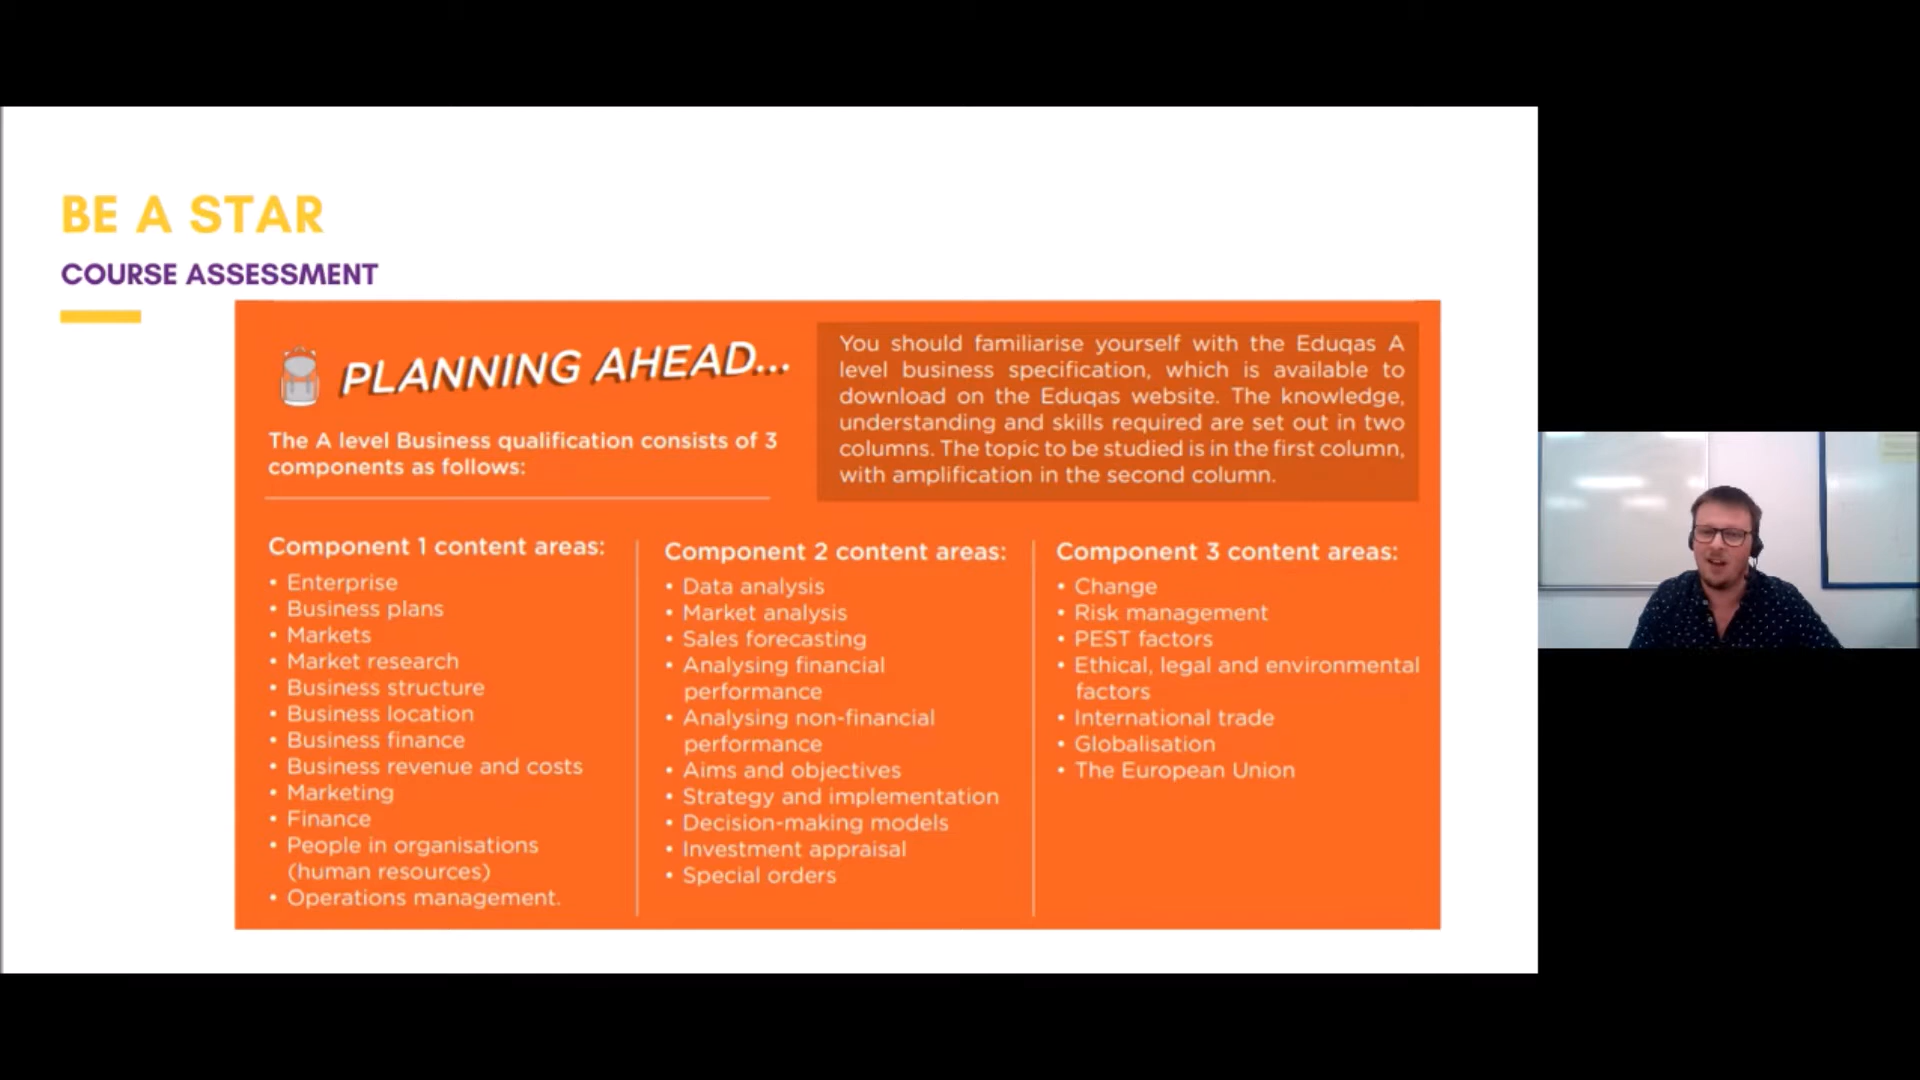 BE A STAR
COURSE ASSESSMENT
PLANNING AHEAD...
The A level Business qualification consists of 3
components as follows:
You should familiarise yourself with the Eduqas A
level business specification, which is available to
download on the Eduqas website. The knowledge,
understanding and skills required are set out in two
columns. The topic to be studied is in the first column,
with amplification in the second column.
Component 1 content areas:
• Enterprise
• Business plans
• Markets
• Market research
• Business structure
• Business location
• Business finance
• Business revenue and costs
• Marketing
• Finance
• People in organisations
(human resources)
• Operations management.
Component 2 content areas:
• Data analysis
• Market analysis
• Sales forecasting
• Analysing financial
performance
• Analysing non-financial
performance
• Aims and objectives
• Strategy and implementation
• Decision-making models
• Investment appraisal
• Special orders
Component 3 content areas:
• Change
• Risk management
• PEST factors
• Ethical, legal and environmental
factors
• International trade
• Globalisation
• The European Union